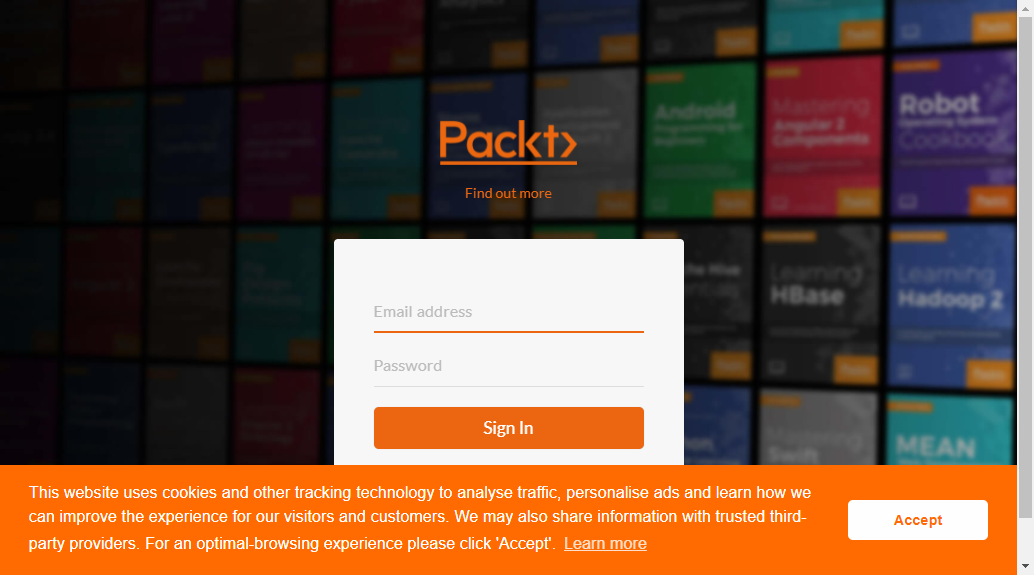 Packt>
Find out more
Android
Programming for
Beginners
Mastering
Angular 2
Components
Robot
Operating Systems
Cookbook
Learning
HBase
Learning
Hadoop 2
Mastering
Swift
MEAN
Email address
Password
Sign In
This website uses cookies and other tracking technology to analyse traffic, personalise ads and learn how we
can improve the experience for our visitors and customers. We may also share information with trusted third-
party providers. For an optimal-browsing experience please click 'Accept'. Learn more
Accept